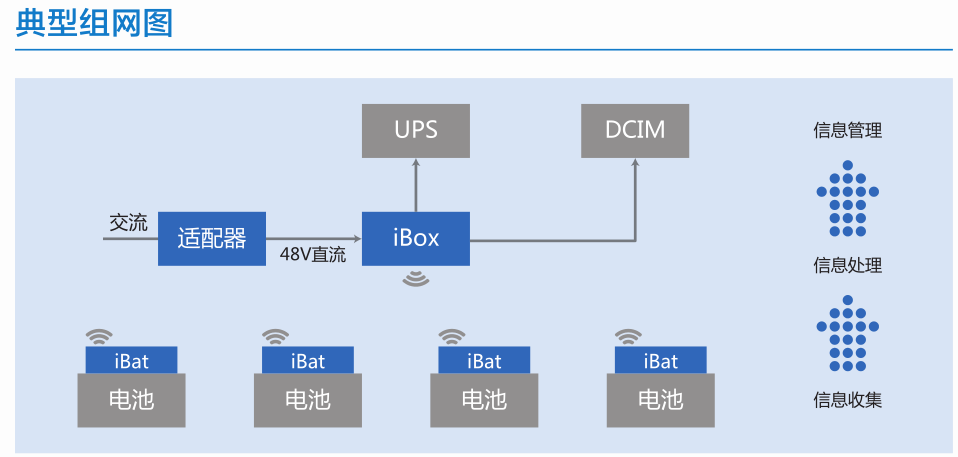 典型组网图
UPS
DCIM
信息管理
交流
适配器
48V直流
iBox
信息处理
iBat
iBat
iBat
iBat
电池
电池
电池
电池
信息收集